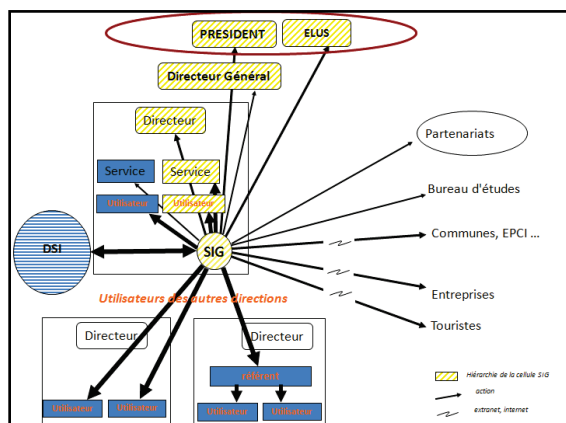 PRESIDENT
ELUS
Directeur Général
Directeur
Partenariats
Service
Service
Bureau d'études
Utilisateur
Utilisateur
Communes, EPCI ...
DSI
SIG
Utilisateurs des autres directions
Entreprises
Touristes
Directeur
Directeur
référent
Hiérarchie de la cellule SIG
action
extranet, internet
Utilisateur
Utilisateur
Utilisateur
Utilisateur